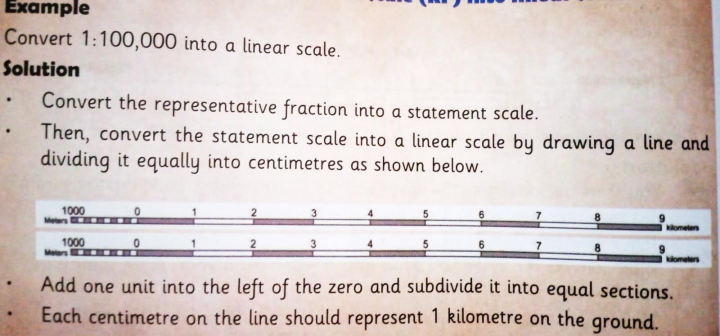 Example
Convert 1:100,000 into a linear scale.
Solution
• Convert the representative fraction into a statement scale.
• Then, convert the statement scale into a linear scale by drawing a line and
dividing it equally into centimetres as shown below.
1000 0 1 2 3 4 5 6 7 8 9
Meters kilometers
1000 0 1 2 3 4 5 6 7 8 9
Meters kilometers
• Add one unit into the left of the zero and subdivide it into equal sections.
• Each centimetre on the line should represent 1 kilometre on the ground.